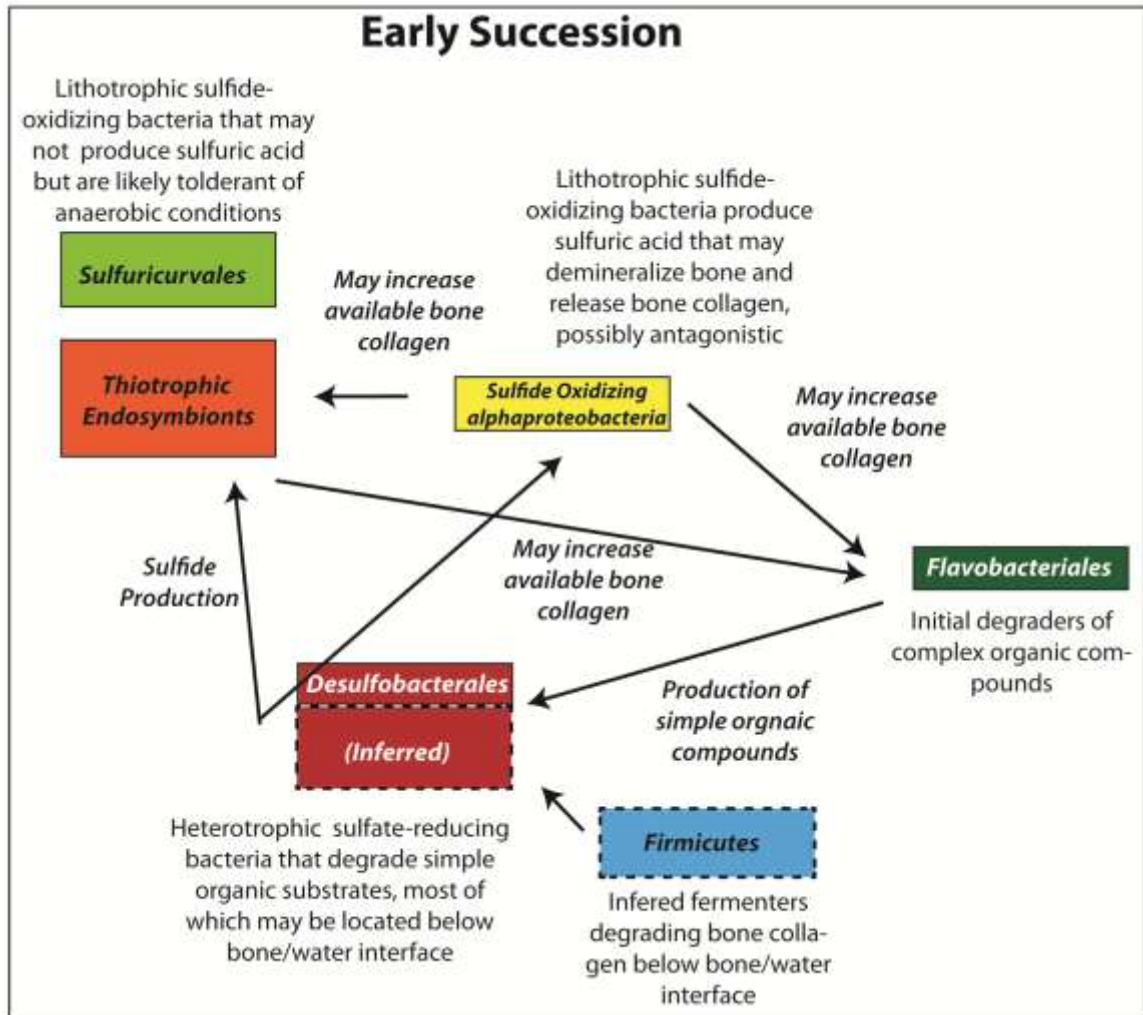 Early Succession
Lithotrophic sulfide-
oxidizing bacteria that may
not produce sulfuric acid
but are likely tolderant of
anaerobic conditions
Sulfuricurvales
Thiotrophic
Endosymbionts
May increase
available bone
collagen
Lithotrophic sulfide-
oxidizing bacteria produce
sulfuric acid that may
demineralize bone and
release bone collagen,
possibly antagonistic
Sulfide Oxidizing
alphaproteobacteria
May increase
available bone
collagen
Sulfide
Production
May increase
available bone
collagen
Flavobacteriales
Initial degraders of
complex organic com-
pounds
Desulfobacterales
(Inferred)
Production of
simple orgnaic
compounds
Heterotrophic sulfate-reducing
bacteria that degrade simple
organic substrates, most of
which may be located below
bone/water interface
Firmicutes
Infered fermenters
degrading bone colla-
gen below bone/water
interface